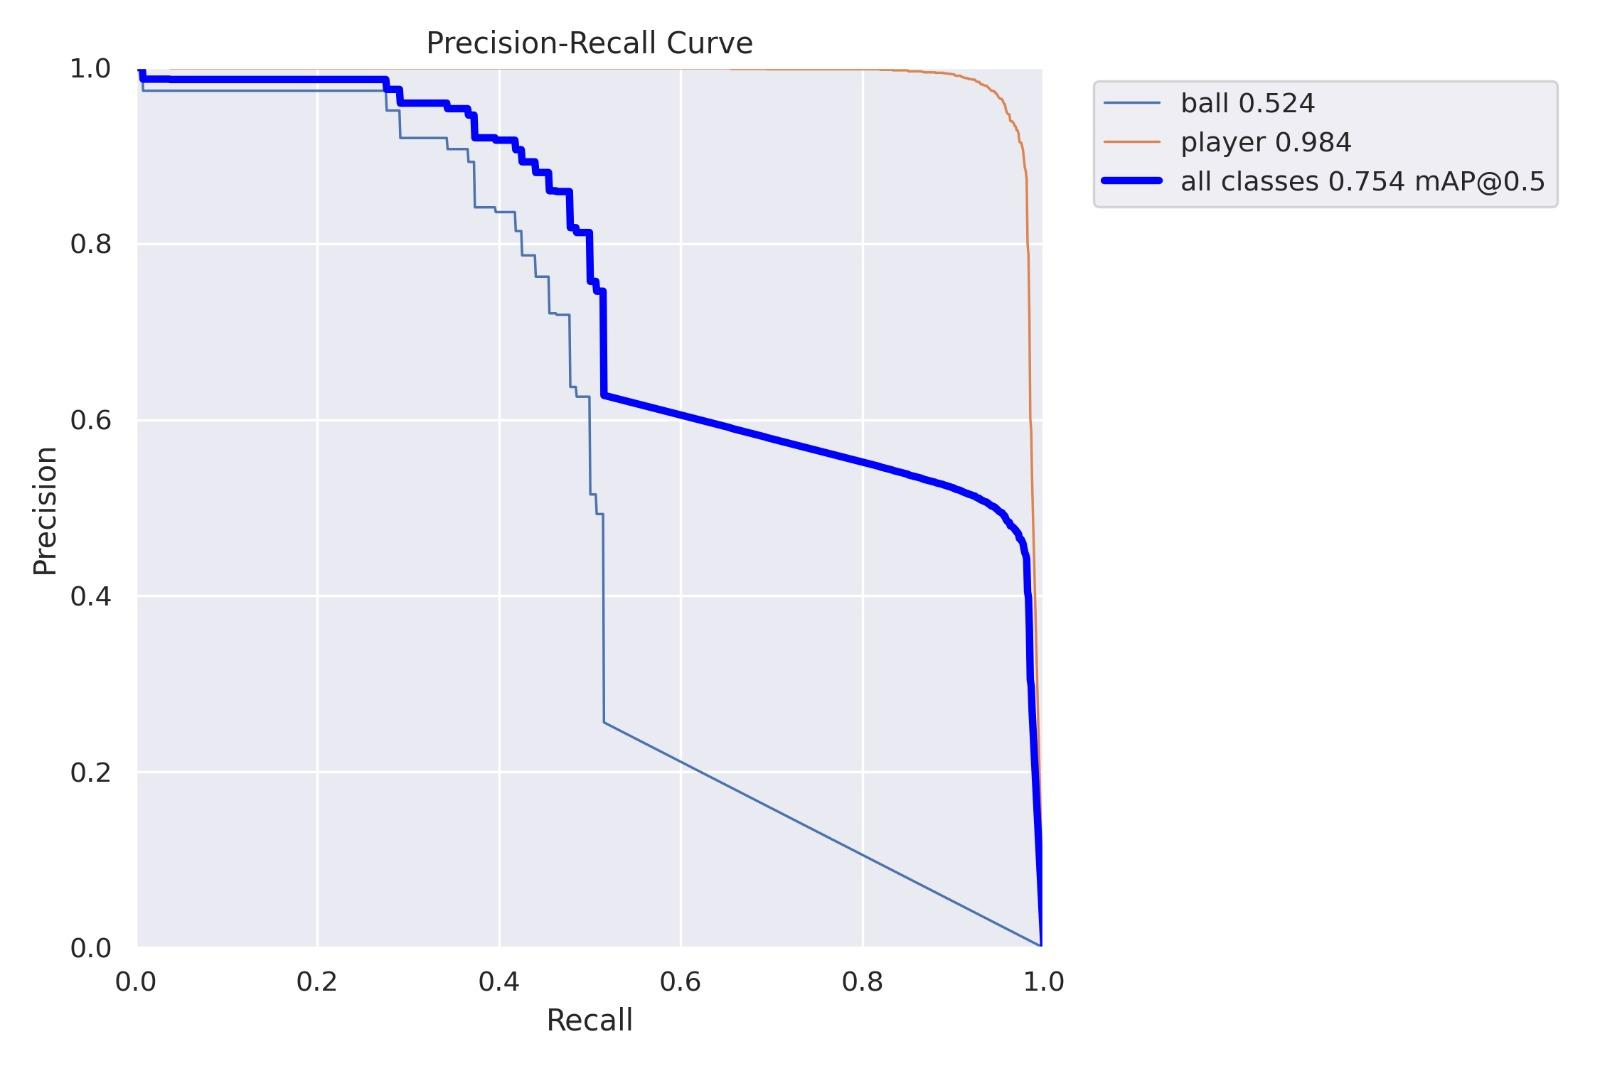 Precision-Recall Curve
1.0
0.8
0.6
0.4
0.2
0.0
Precision
0.0 0.2 0.4 0.6 0.8 1.0
Recall
ball 0.524
player 0.984
all classes 0.754 mAP@0.5